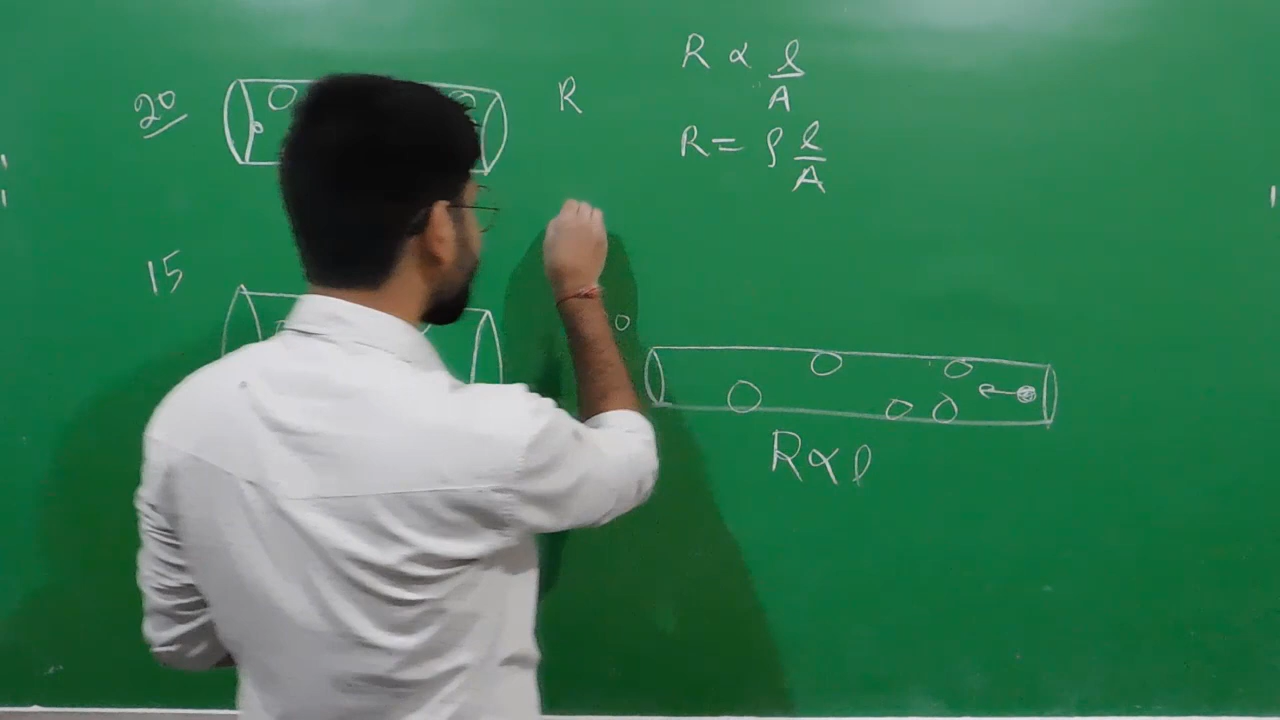 20
R
R ∝ l/A
R = ρ l/A
15
R ∝ l